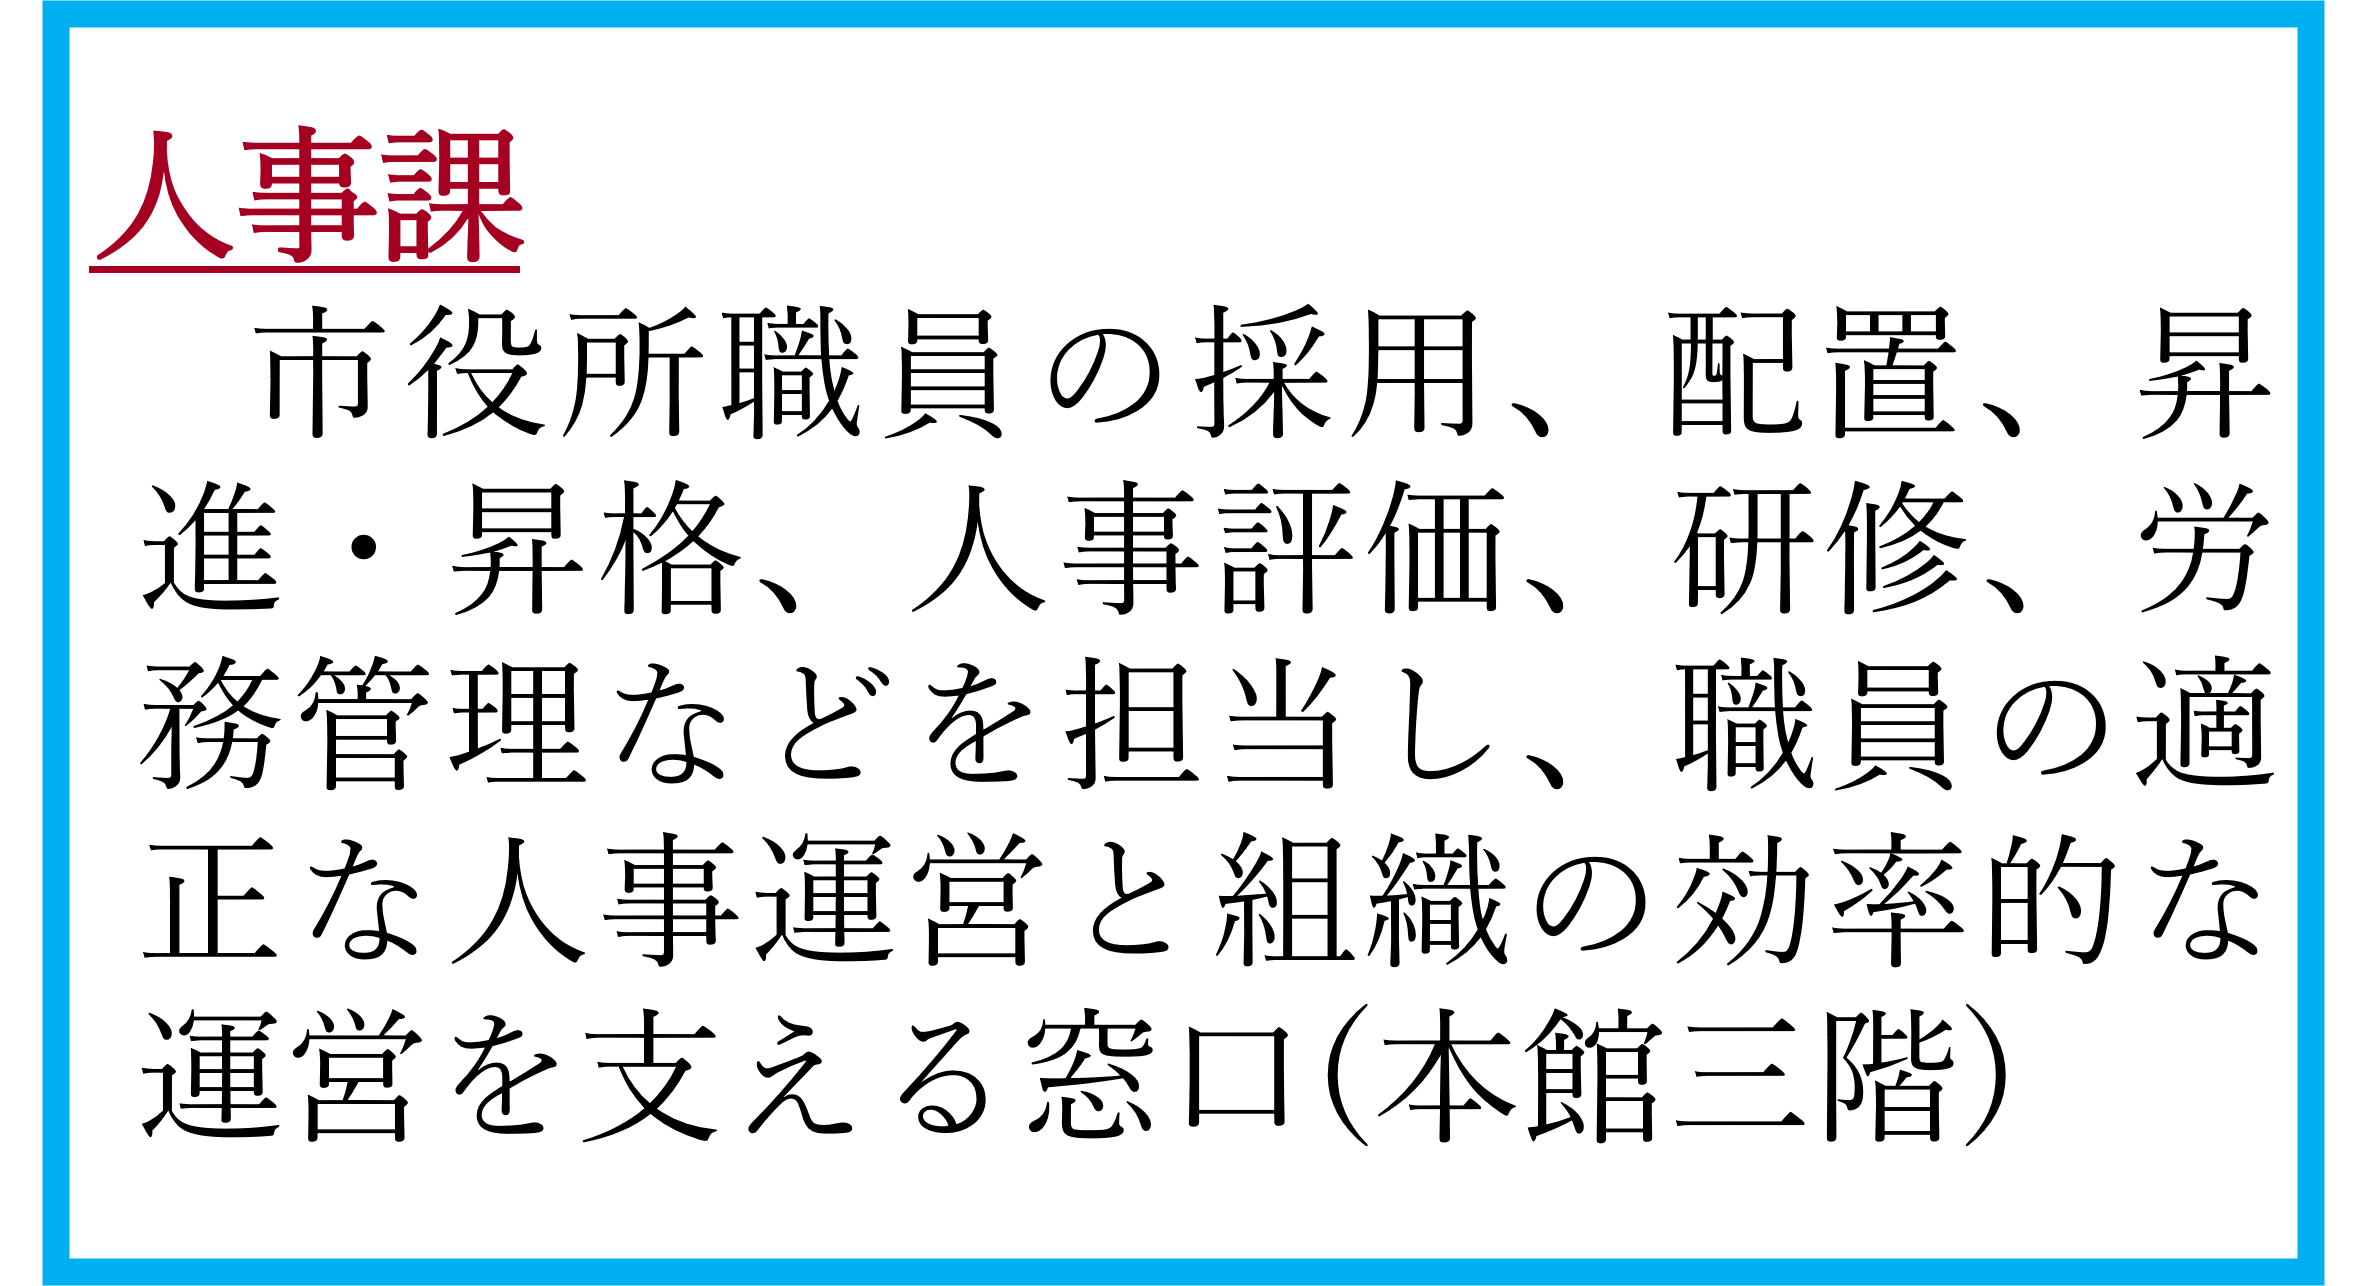 人事課
市役所職員の採用、配置、昇
進・昇格、人事評価、研修、労
務管理などを担当し、職員の適
正な人事運営と組織の効率的な
運営を支える窓口(本館三階)